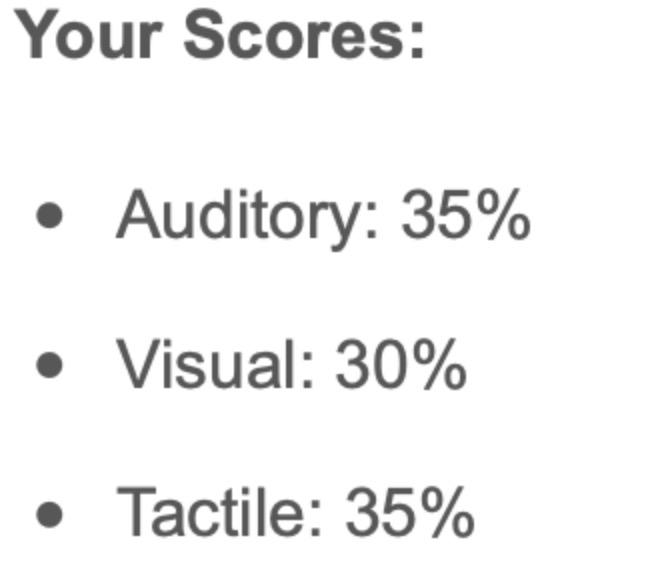 Your Scores:
• Auditory: 35%
• Visual: 30%
• Tactile: 35%